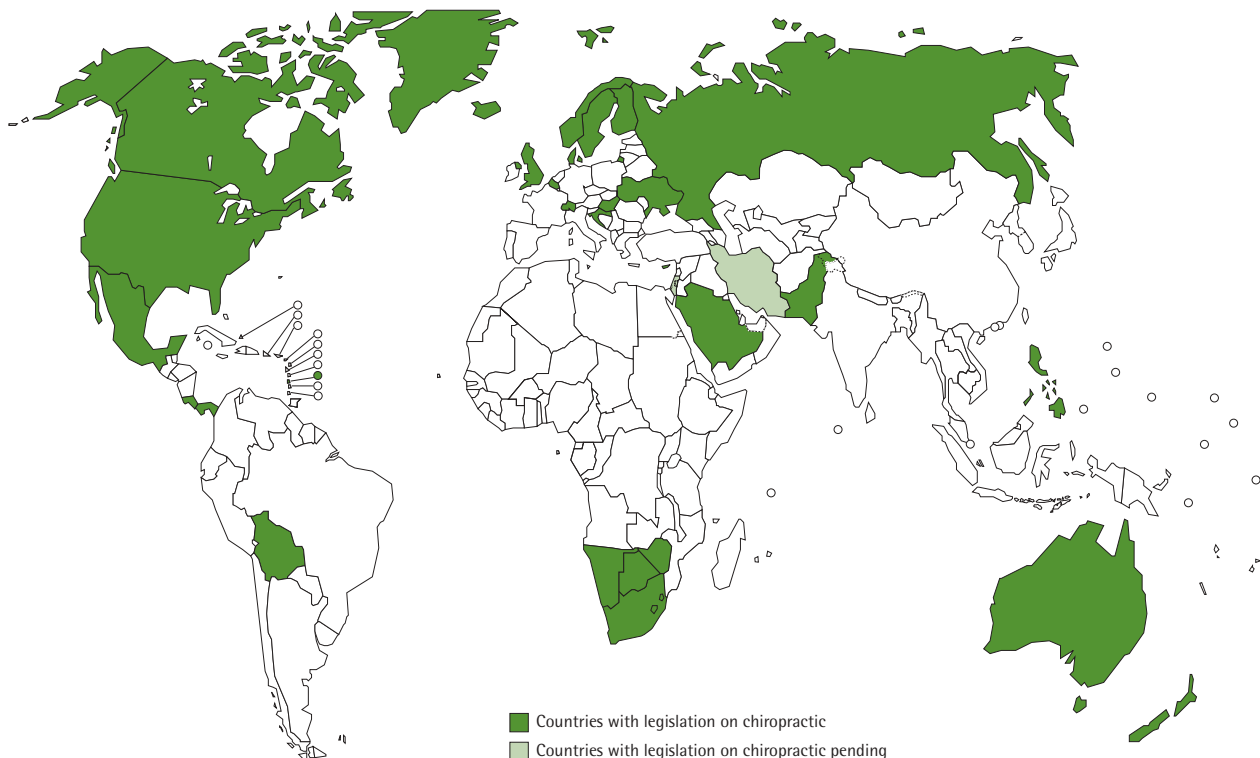 Countries with legislation on chiropractic
Countries with legislation on chiropractic pending